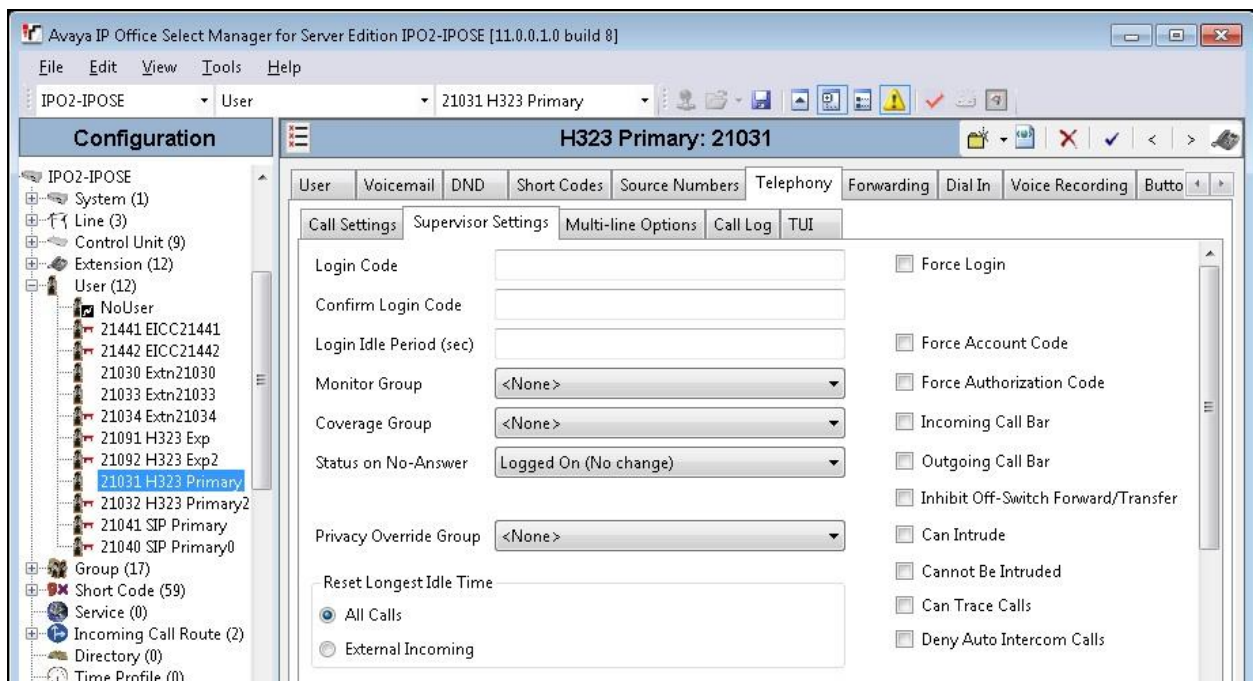 Avaya IP Office Select Manager for Server Edition IPO2-IPOSE [11.0.0.1.0 build 8]
File Edit View Tools Help
IPO2-IPOSE User 21031 H323 Primary
Configuration
H323 Primary: 21031
IPO2-IPOSE
System (1)
Line (3)
Control Unit (9)
Extension (12)
User (12)
NoUser
21441 EICC21441
21442 EICC21442
21030 Extn21030
21033 Extn21033
21034 Extn21034
21091 H323 Exp
21092 H323 Exp2
21031 H323 Primary
21032 H323 Primary2
21041 SIP Primary
21040 SIP Primary0
Group (17)
Short Code (59)
Service (0)
Incoming Call Route (2)
Directory (0)
Time Profile (0)
User Voicemail DND Short Codes Source Numbers Telephony Forwarding Dial In Voice Recording Butto
Call Settings Supervisor Settings Multi-line Options Call Log TUI
Login Code
Confirm Login Code
Login Idle Period (sec)
Monitor Group <None>
Coverage Group <None>
Status on No-Answer Logged On (No change)
Privacy Override Group <None>
Reset Longest Idle Time
All Calls
External Incoming
Force Login
Force Account Code
Force Authorization Code
Incoming Call Bar
Outgoing Call Bar
Inhibit Off-Switch Forward/Transfer
Can Intrude
Cannot Be Intruded
Can Trace Calls
Deny Auto Intercom Calls